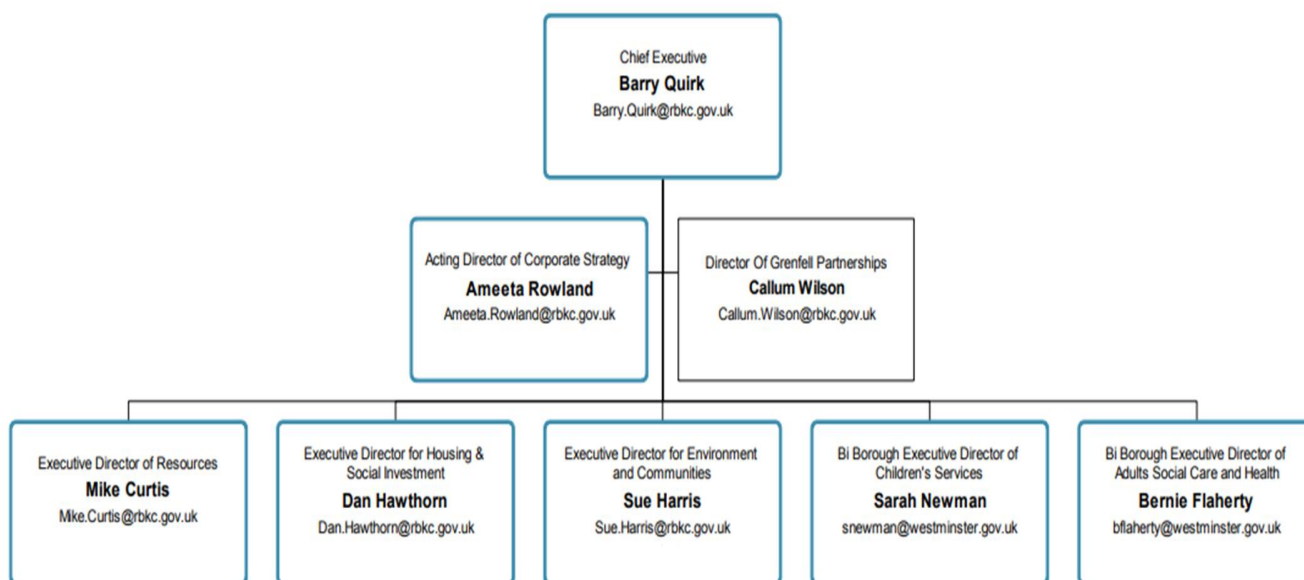 Chief Executive
Barry Quirk
Barry.Quirk@rbkc.gov.uk
Acting Director of Corporate Strategy
Ameeta Rowland
Ameeta.Rowland@rbkc.gov.uk
Director Of Grenfell Partnerships
Callum Wilson
Callum.Wilson@rbkc.gov.uk
Executive Director of Resources
Mike Curtis
Mike.Curtis@rbkc.gov.uk
Executive Director for Housing &
Social Investment
Dan Hawthorn
Dan.Hawthorn@rbkc.gov.uk
Executive Director for Environment
and Communities
Sue Harris
Sue.Harris@rbkc.gov.uk
Bi Borough Executive Director of
Children's Services
Sarah Newman
snewman@westminster.gov.uk
Bi Borough Executive Director of
Adults Social Care and Health
Bernie Flaherty
bflaherty@westminster.gov.uk